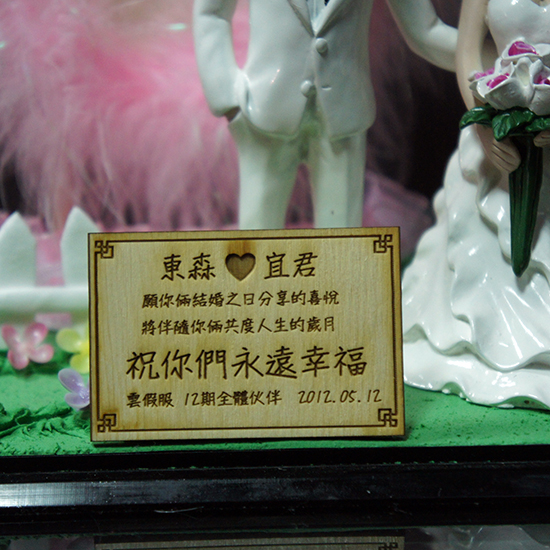 東森♥宜君
願你倆結婚之日分享的喜悅
將伴隨你倆共度人生的歲月
祝你們永遠幸福
雲假服 12期全體伙伴 2012.05.12